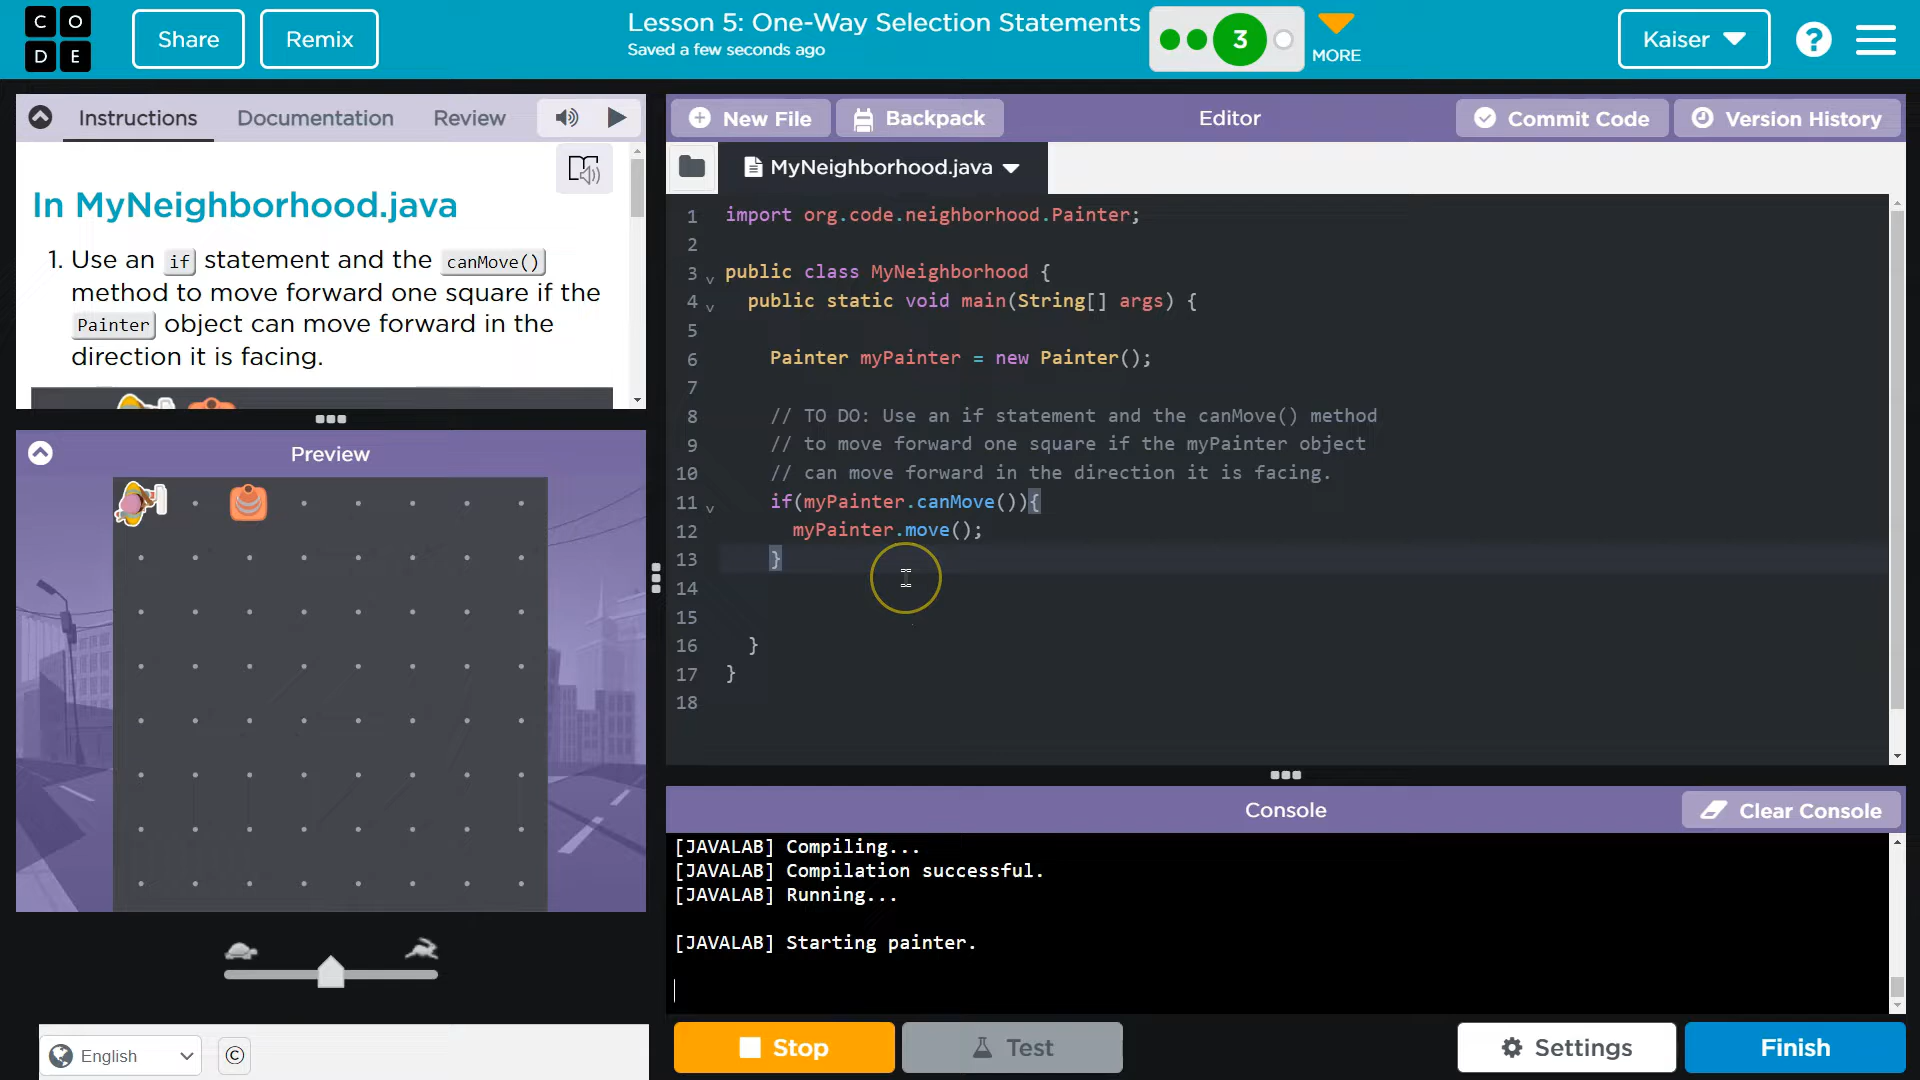 C O
D E
Share
Remix
Lesson 5: One-Way Selection Statements
Saved a few seconds ago
3
MORE
Kaiser
?
Instructions
Documentation
Review
In MyNeighborhood.java
1. Use an if statement and the canMove()
method to move forward one square if the
Painter object can move forward in the
direction it is facing.
Preview
English
©
New File
Backpack
Editor
Commit Code
Version History
MyNeighborhood.java
1 import org.code.neighborhood.Painter;
2
3 public class MyNeighborhood {
4 public static void main(String[] args) {
5
6 Painter myPainter = new Painter();
7
8 // TO DO: Use an if statement and the canMove() method
9 // to move forward one square if the myPainter object
10 // can move forward in the direction it is facing.
11 if(myPainter.canMove()){
12 myPainter.move();
13 }
14
15
16 }
17 }
18
Console
Clear Console
[JAVALAB] Compiling...
[JAVALAB] Compilation successful.
[JAVALAB] Running...
[JAVALAB] Starting painter.
Stop
Test
Settings
Finish